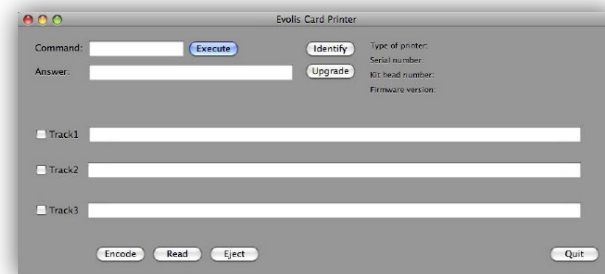 Evolis Card Printer
Command: Execute Identify Type of printer:
Serial number:
Answer: Upgrade Kit head number:
Firmware version:
Track1
Track2
Track3
Encode Read Eject Quit